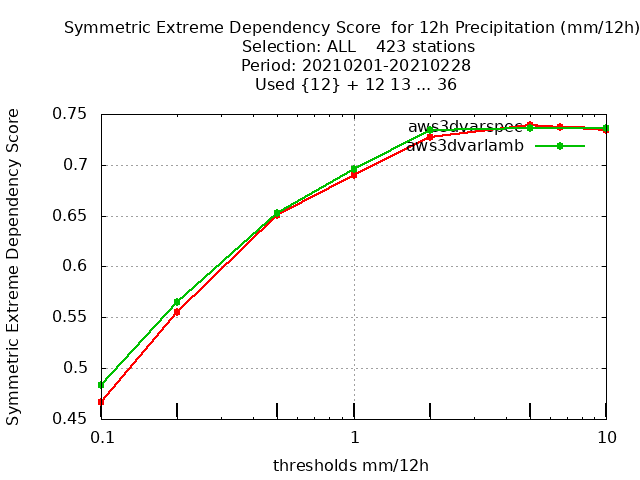 Symmetric Extreme Dependency Score  for 12h Precipitation (mm/12h)
Selection: ALL    423 stations
Period: 20210201-20210228
Used {12} + 12 13 ... 36
Symmetric Extreme Dependency Score
0.75
0.7
0.65
0.6
0.55
0.5
0.45
aws3dvarspec
aws3dvarlamb
0.1 1 10
thresholds mm/12h